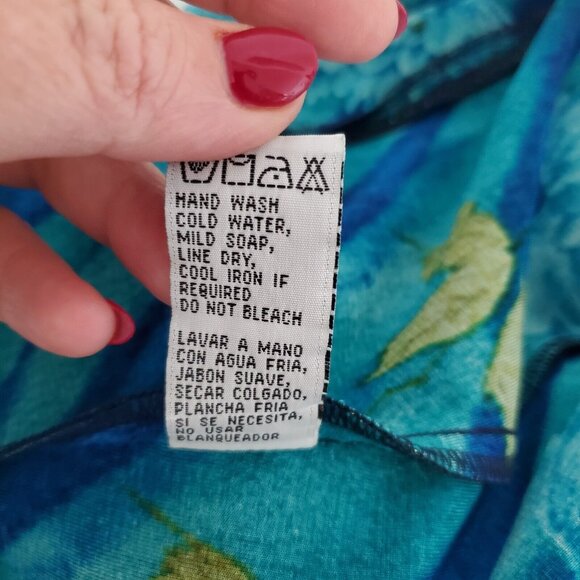 HAND WASH
COLD WATER,
MILD SOAP,
LINE DRY,
COOL IRON IF
REQUIRED
DO NOT BLEACH
LAVAR A MANO
CON AGUA FRIA,
JABON SUAVE,
SECAR COLGADO,
PLANCHA FRIA
SI SE NECESITA,
NO USAR
BLANQUEADOR